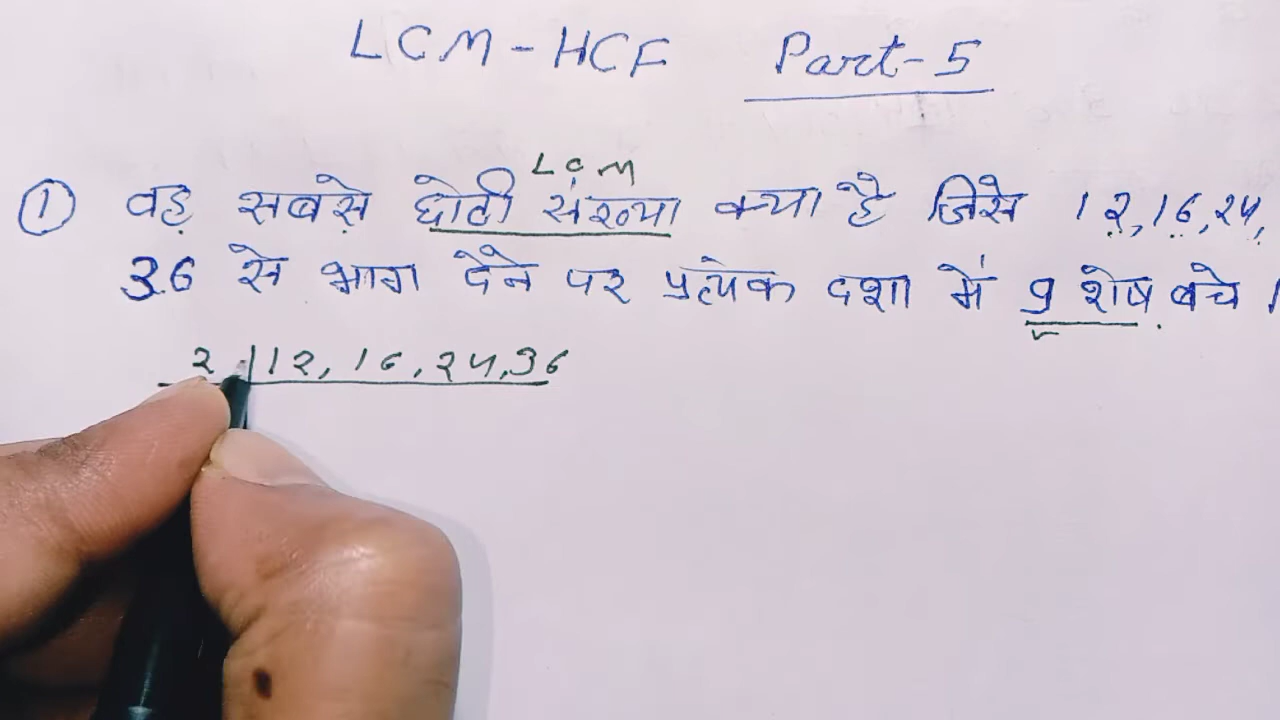 LCM-HCF Part-5
LCM
① वह सबसे छोटी संख्या क्या है जिसे 12,16,24,
36 से भाग देने पर प्रत्येक दशा में 9 शेष बचे।
r
2 | 12, 16, 24, 36